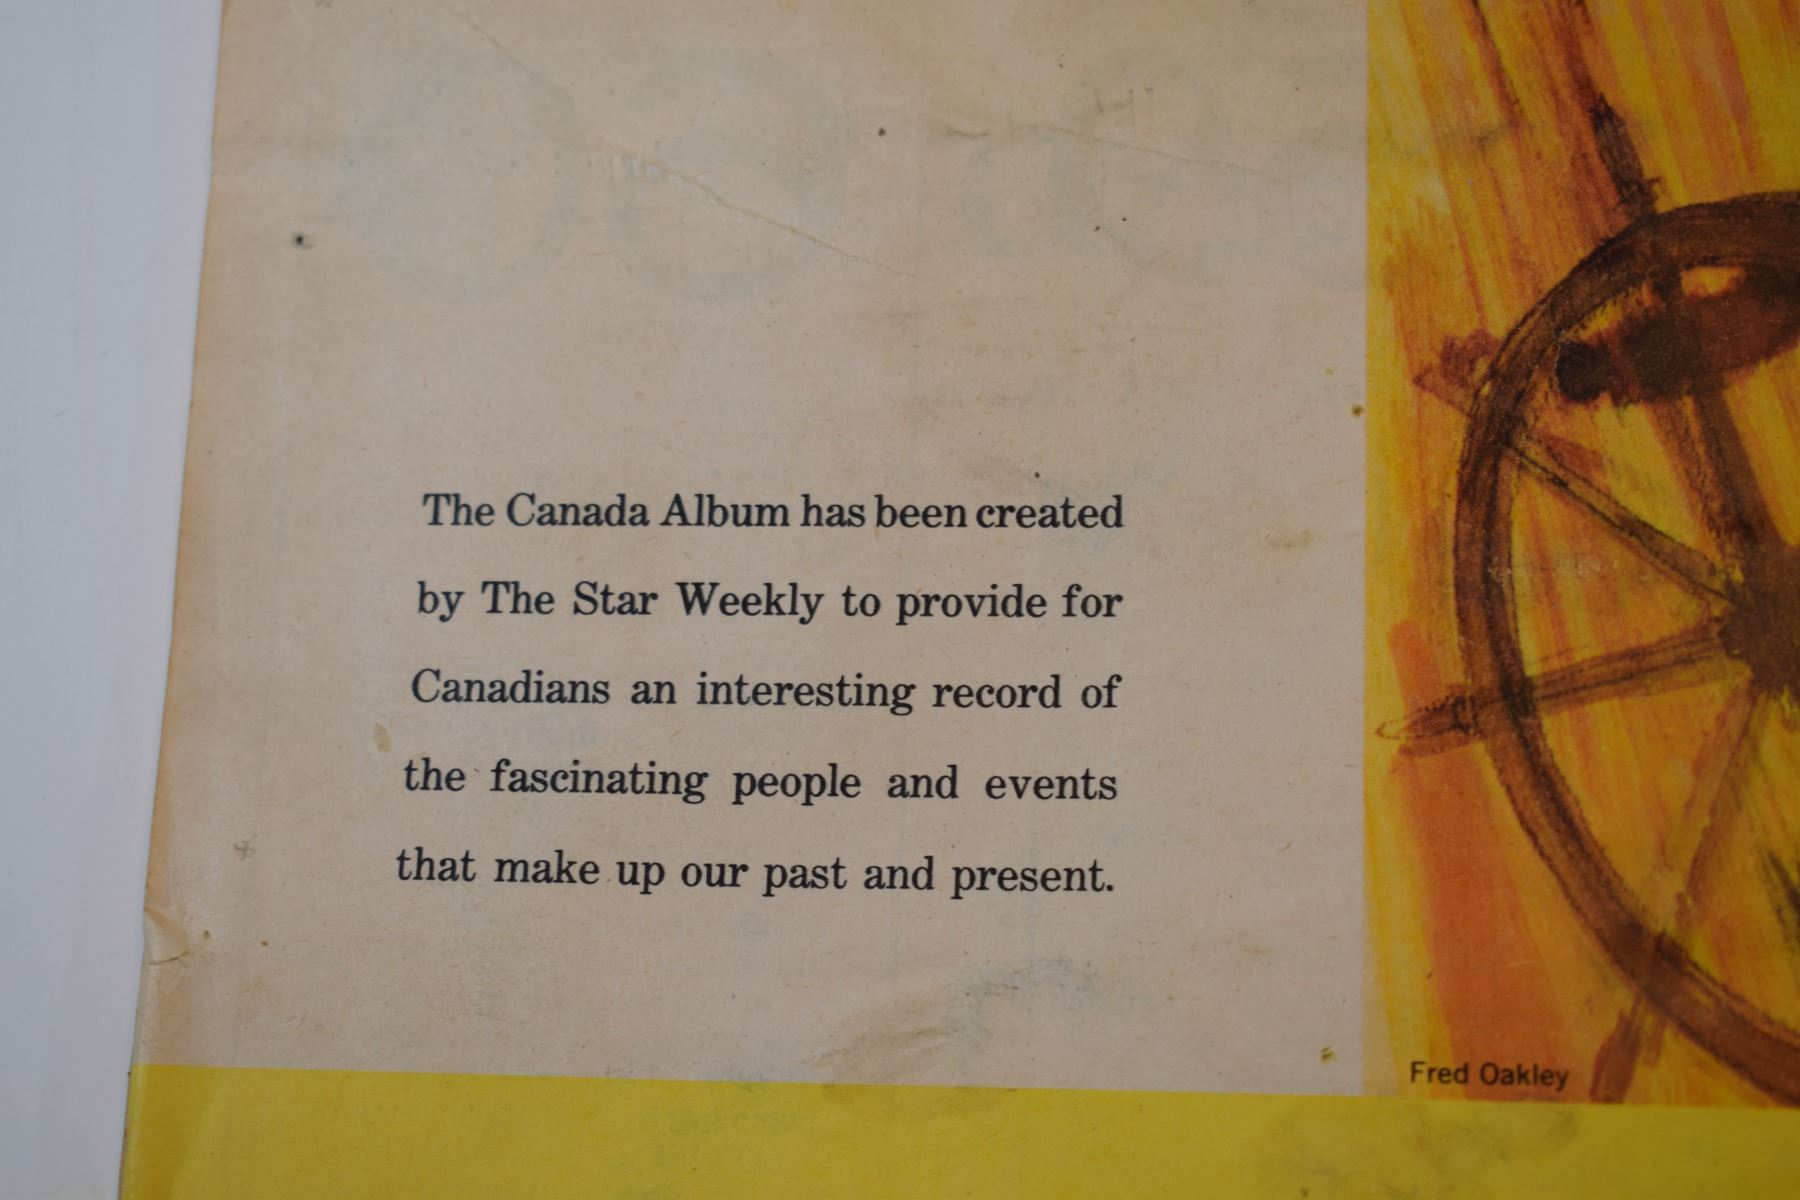 The Canada Album has been created
by The Star Weekly to provide for
Canadians an interesting record of
the fascinating people and events
that make up our past and present.
Fred Oakley